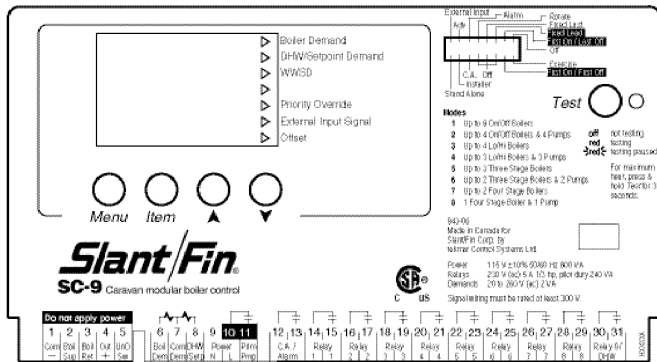 Boiler Demand
DHW/Setpoint Demand
WWSD
Priority Override
External Input Signal
Offset
Menu Item
Slant/Fin
SC-9 Caravan modular boiler control
External Input
Adv
Alarm
Rotate
Fixed Last
Fixed Lead
First On / Last Off
Off
Exercise
First On / First Off
C.A. Off
Installer
Stand Alone
Test
Modes
1 Up to 9 On/Off Boilers
2 Up to 4 On/Off Boilers & 4 Pumps
3 Up to 4 Lo/Hi Boilers
4 Up to 3 Lo/Hi Boilers & 3 Pumps
5 Up to 3 Three Stage Boilers
6 Up to 2 Three Stage Boilers & 2 Pumps
7 Up to 2 Four Stage Boilers
8 1 Four Stage Boiler & 1 Pump
off not testing
red testing
red testing paused
For maximum
heat, press &
hold Test for 3
seconds.
Made in Canada for
Slant/Fin Corp. by
tekmar Control Systems Ltd.
Power 115 V ±10% 50/60 Hz 600 VA
Relays 230 V (ac) 5 A 1/3 hp, pilot duty 240 VA
Demands 20 to 260 V (ac) 2 VA
Signal wiring must be rated at least 300 V.
C US
Do not apply power
1 2 3 4 5 6 7 8 9 10 11 12 13 14 15 16 17 18 19 20 21 22 23 24 25 26 27 28 29 30 31
Com Boil Boil Out UnO Boil Com DHW Power Prim C.A./ Relay Relay Relay Relay Relay Relay Relay Relay Relay 9/
- Sup Ret + Sw Dem Dem Setp N L Pmp Alarm 1 1 2 2 3 3 4 4 5 5 6 6 7 7 8 8 DHW